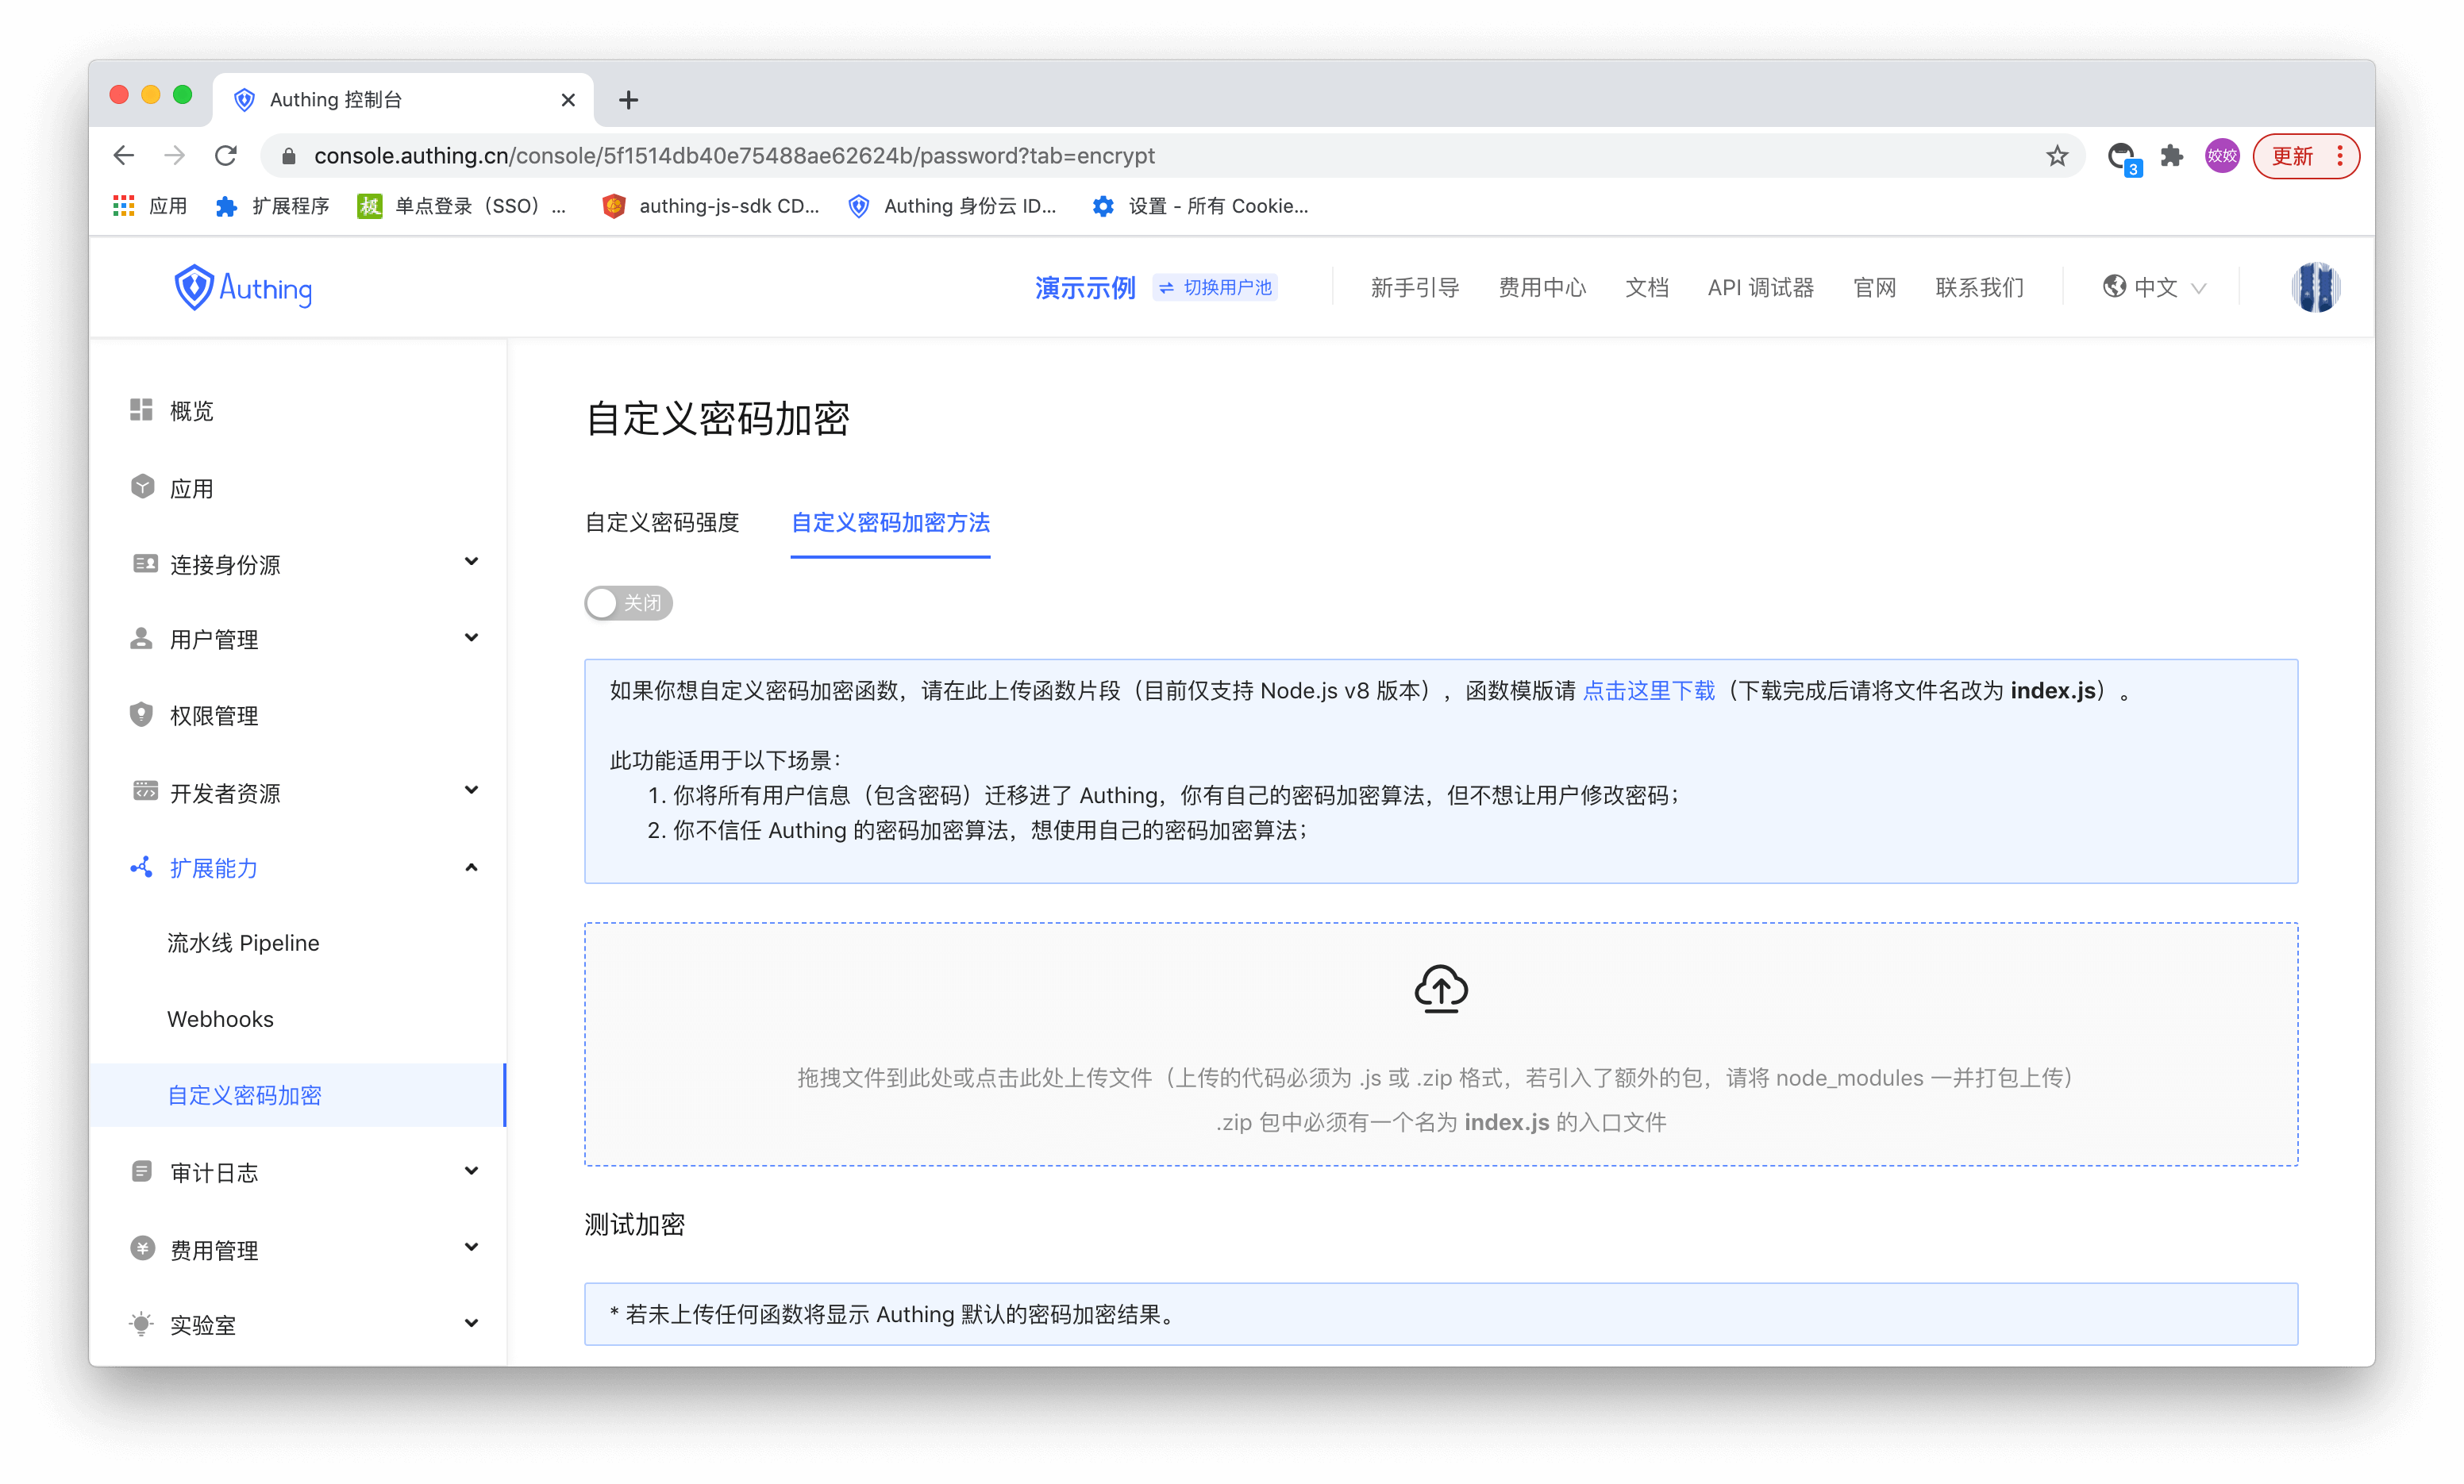 Authing 控制台
console.authing.cn/console/5f1514db40e75488ae62624b/password?tab=encrypt
3
姣姣
更新
应用
扩展程序
极 单点登录（SSO）...
authing-js-sdk CD...
Authing 身份云 ID...
设置 - 所有 Cookie...
Authing
演示示例
切换用户池
新手引导
费用中心
文档
API 调试器
官网
联系我们
中文
概览
应用
连接身份源
用户管理
权限管理
开发者资源
扩展能力
流水线 Pipeline
Webhooks
自定义密码加密
审计日志
费用管理
实验室
自定义密码加密
自定义密码强度
自定义密码加密方法
关闭
如果你想自定义密码加密函数，请在此上传函数片段（目前仅支持 Node.js v8 版本），函数模版请 点击这里下载（下载完成后请将文件名改为 index.js）。
此功能适用于以下场景：
1. 你将所有用户信息（包含密码）迁移进了 Authing，你有自己的密码加密算法，但不想让用户修改密码；
2. 你不信任 Authing 的密码加密算法，想使用自己的密码加密算法；
拖拽文件到此处或点击此处上传文件（上传的代码必须为 .js 或 .zip 格式，若引入了额外的包，请将 node_modules 一并打包上传）
.zip 包中必须有一个名为 index.js 的入口文件
测试加密
* 若未上传任何函数将显示 Authing 默认的密码加密结果。